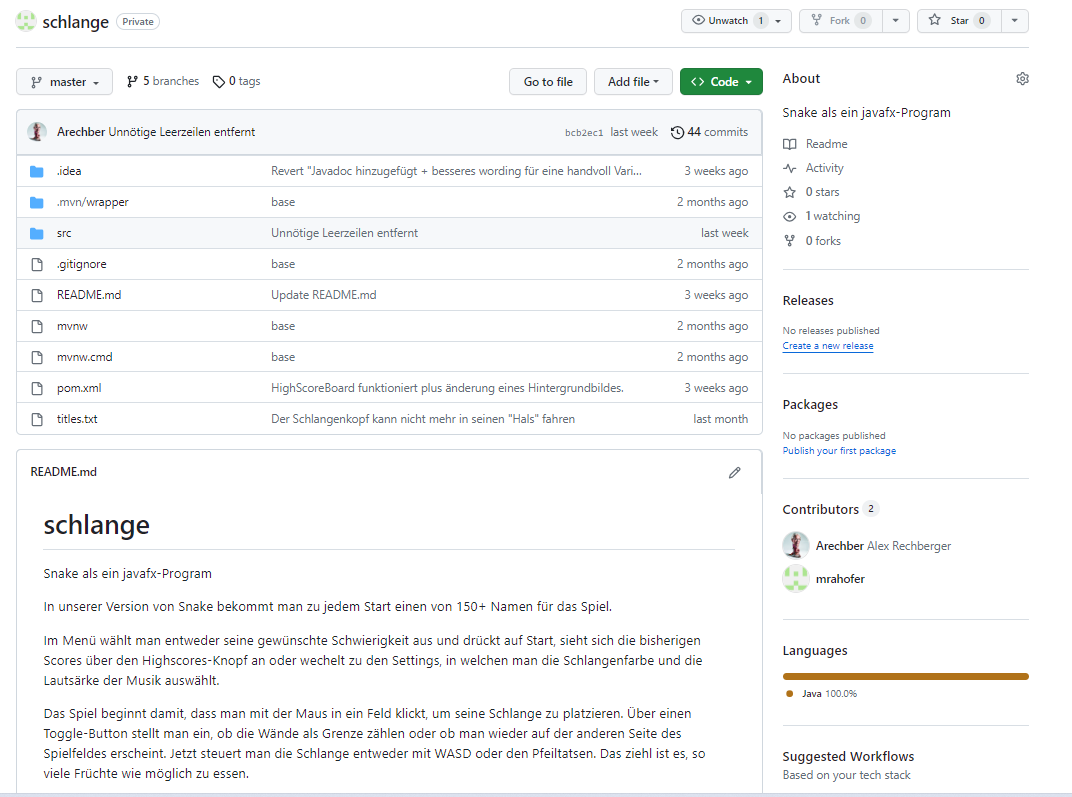 schlange Private Unwatch 1 Fork 0 Star 0
master 5 branches 0 tags Go to file Add file Code
Arechber Unnötige Leerzeilen entfernt bcb2ec1 last week 44 commits
.idea Revert "Javadoc hinzugefügt + besseres wording für eine handvoll Vari... 3 weeks ago
.mvn/wrapper base 2 months ago
src Unnötige Leerzeilen entfernt last week
.gitignore base 2 months ago
README.md Update README.md 3 weeks ago
mvnw base 2 months ago
mvnw.cmd base 2 months ago
pom.xml HighScoreBoard funktioniert plus änderung eines Hintergrundbildes. 3 weeks ago
titles.txt Der Schlangenkopf kann nicht mehr in seinen "Hals" fahren last month
README.md
schlange
Snake als ein javafx-Program
In unserer Version von Snake bekommt man zu jedem Start einen von 150+ Namen für das Spiel.
Im Menü wählt man entweder seine gewünschte Schwierigkeit aus und drückt auf Start, sieht sich die bisherigen
Scores über den Highscores-Knopf an oder wechelt zu den Settings, in welchen man die Schlangenfarbe und die
Lautsärke der Musik auswählt.
Das Spiel beginnt damit, dass man mit der Maus in ein Feld klickt, um seine Schlange zu platzieren. Über einen
Toggle-Button stellt man ein, ob die Wände als Grenze zählen oder ob man wieder auf der anderen Seite des
Spielfeldes erscheint. Jetzt steuert man die Schlange entweder mit WASD oder den Pfeiltatsen. Das ziehl ist es, so
viele Früchte wie möglich zu essen.
About
Snake als ein javafx-Program
Readme
Activity
0 stars
1 watching
0 forks
Releases
No releases published
Create a new release
Packages
No packages published
Publish your first package
Contributors 2
Arechber Alex Rechberger
mrahofer
Languages
Java 100.0%
Suggested Workflows
Based on your tech stack